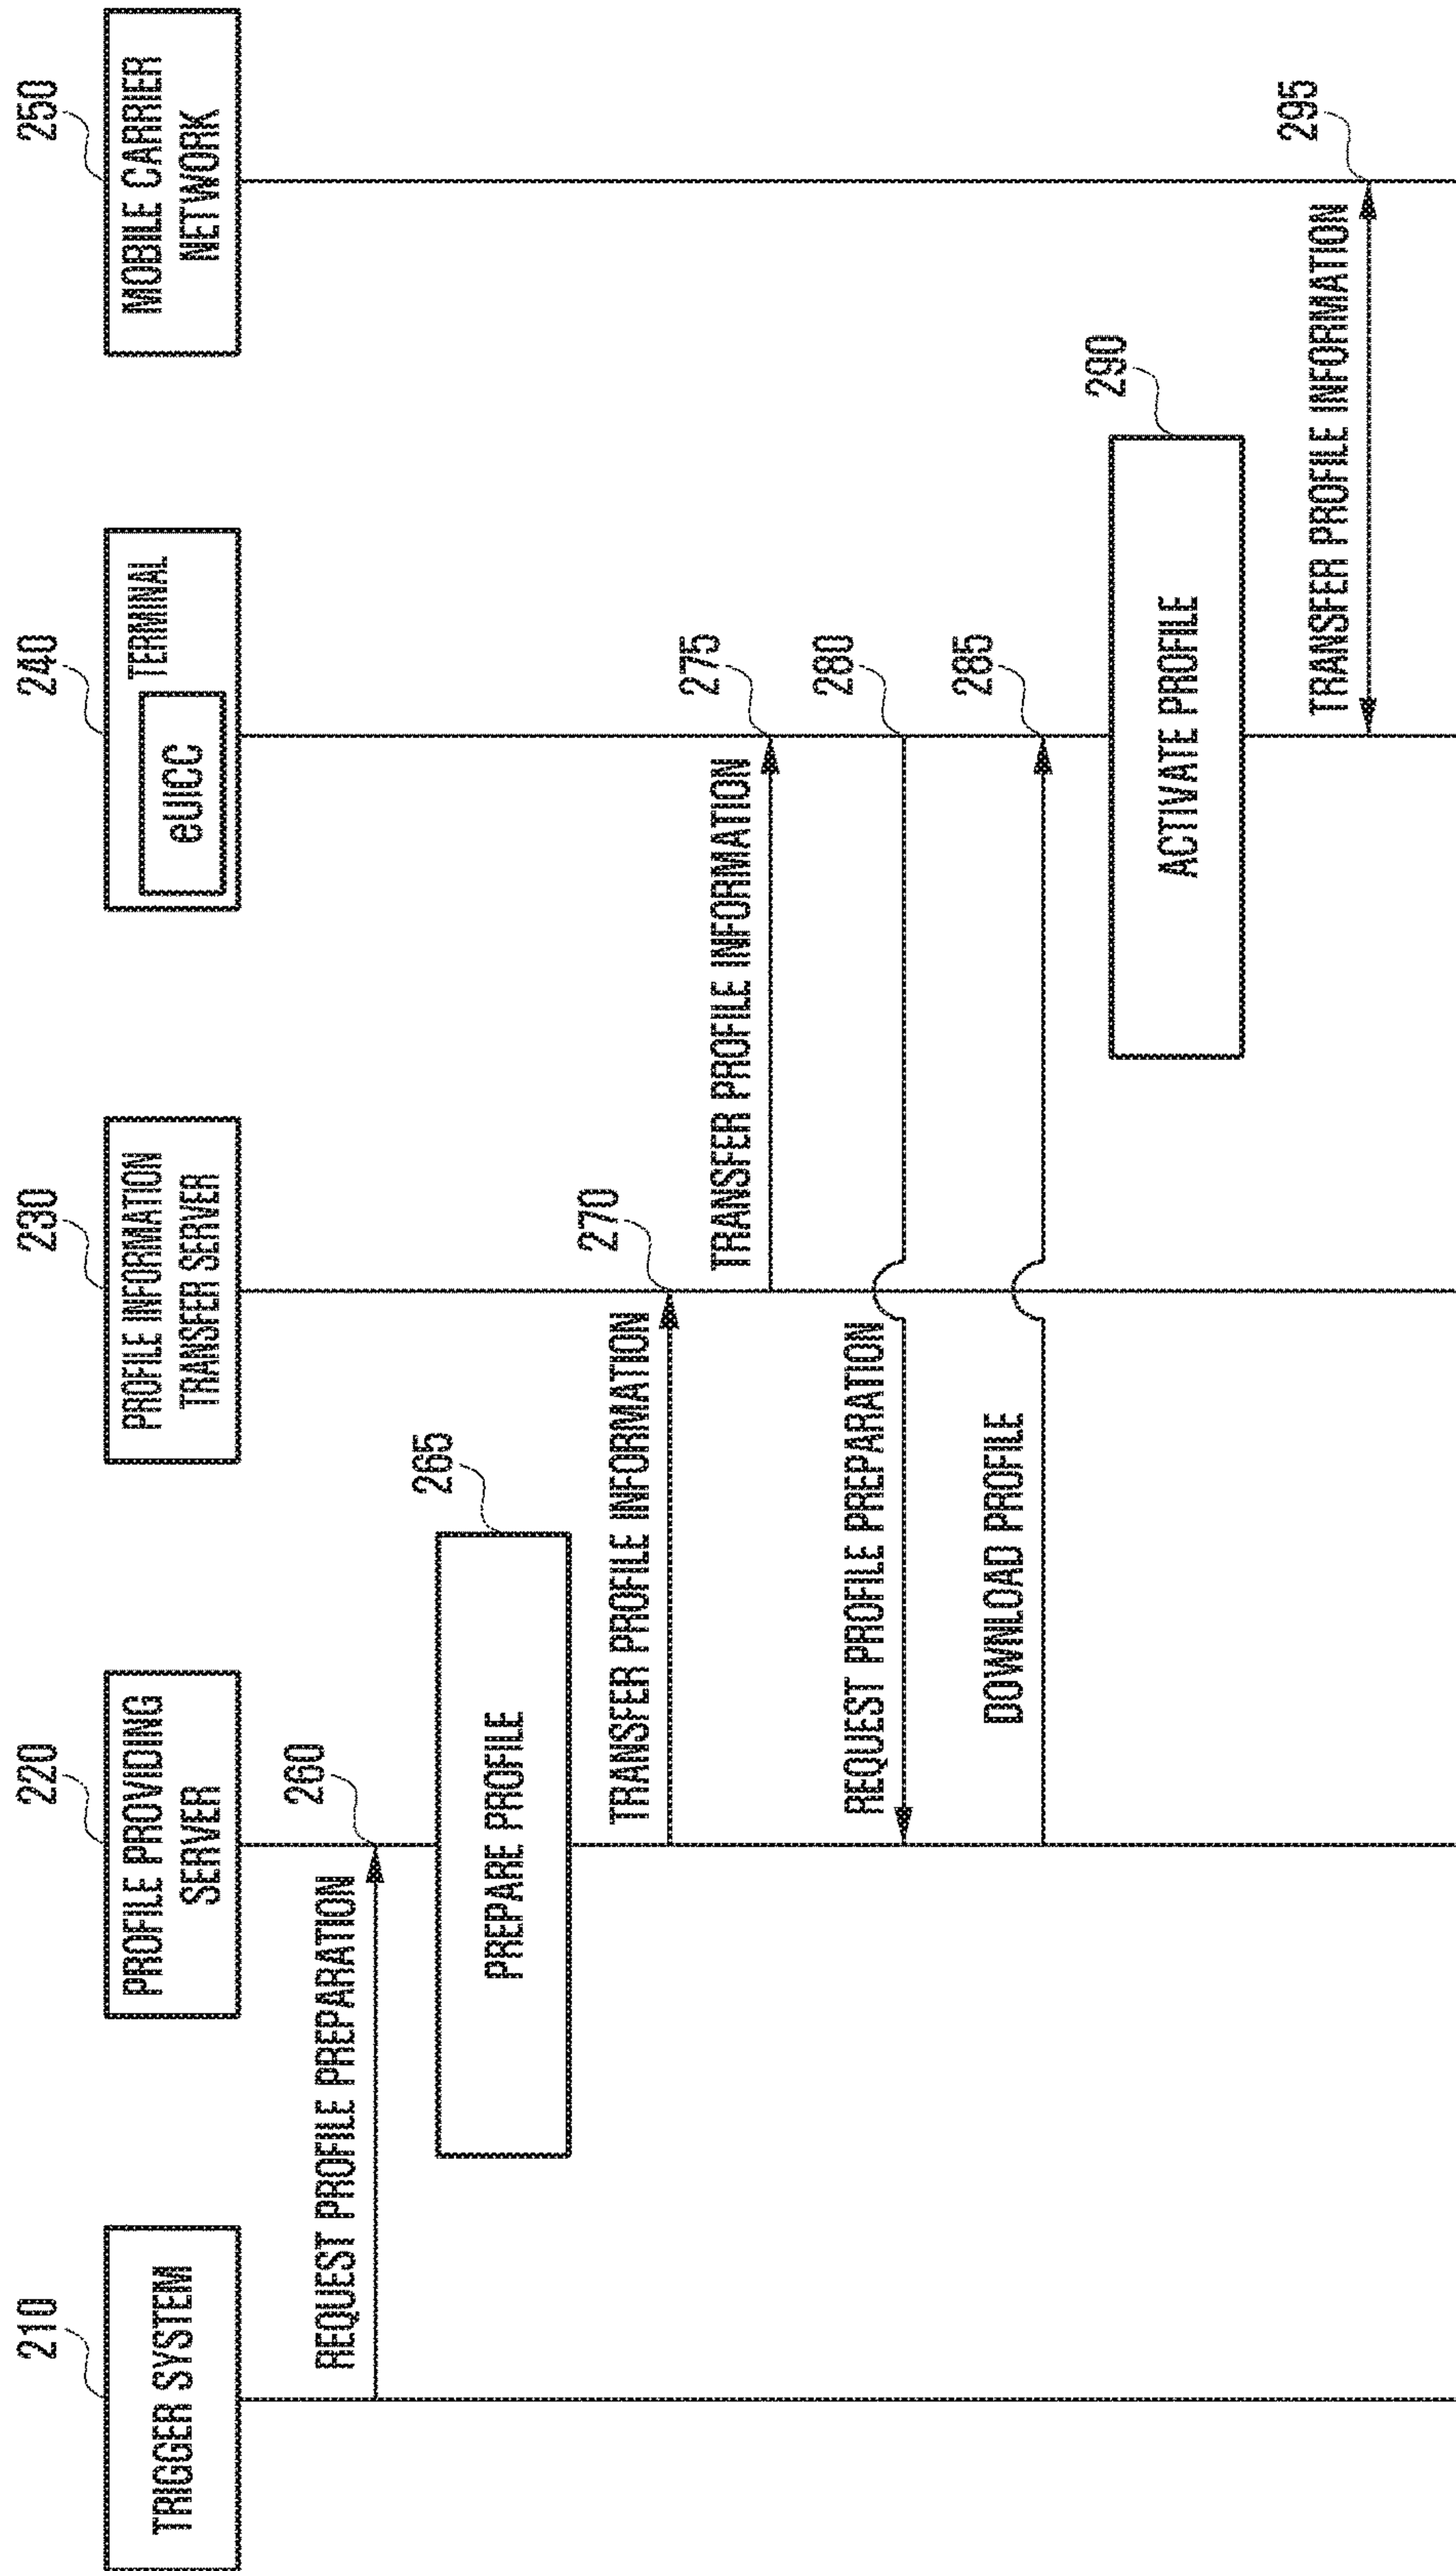 210
TRIGGER SYSTEM
220
PROFILE PROVIDING
SERVER
230
PROFILE INFORMATION
TRANSFER SERVER
240
TERMINAL
eUICC
250
MOBILE CARRIER
NETWORK
260
REQUEST PROFILE PREPARATION
265
PREPARE PROFILE
270
TRANSFER PROFILE INFORMATION
275
TRANSFER PROFILE INFORMATION
280
REQUEST PROFILE PREPARATION
285
DOWNLOAD PROFILE
290
ACTIVATE PROFILE
295
TRANSFER PROFILE INFORMATION